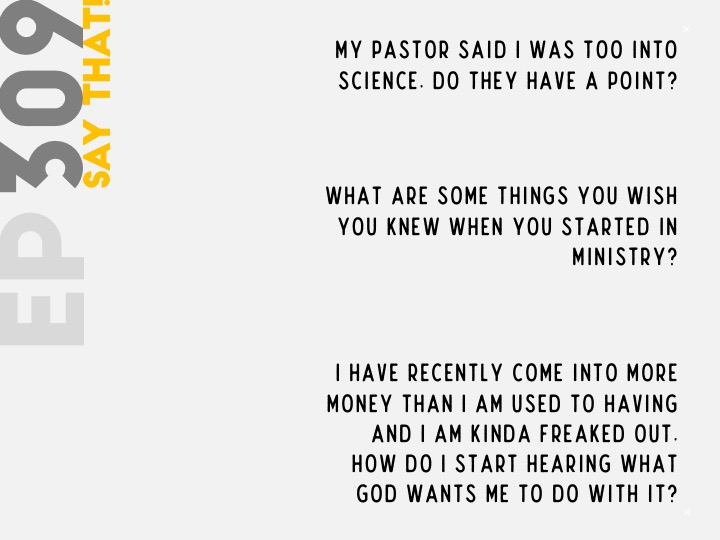 EP 309
SAY THAT!
MY PASTOR SAID I WAS TOO INTO
SCIENCE. DO THEY HAVE A POINT?
WHAT ARE SOME THINGS YOU WISH
YOU KNEW WHEN YOU STARTED IN
MINISTRY?
I HAVE RECENTLY COME INTO MORE
MONEY THAN I AM USED TO HAVING
AND I AM KINDA FREAKED OUT.
HOW DO I START HEARING WHAT
GOD WANTS ME TO DO WITH IT?